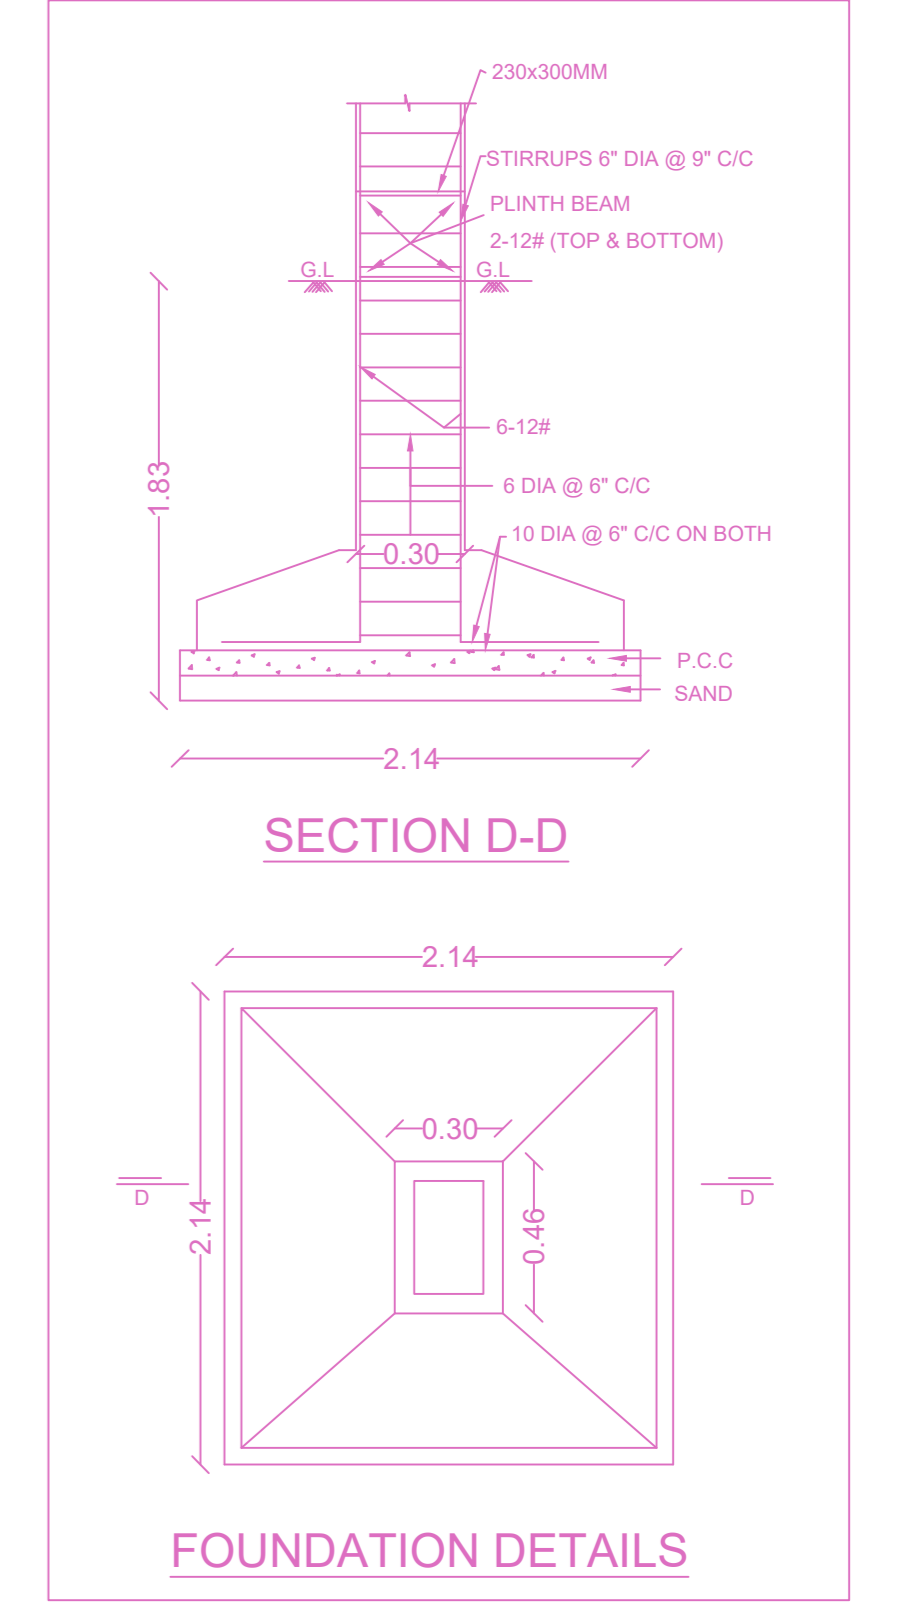 230x300MM
STIRRUPS 6" DIA @ 9" C/C
PLINTH BEAM
2-12# (TOP & BOTTOM)
G.L
G.L
6-12#
1.83
6 DIA @ 6" C/C
10 DIA @ 6" C/C ON BOTH
0.30
P.C.C
SAND
2.14
SECTION D-D
2.14
0.30
D
D
2.14
0.46
FOUNDATION DETAILS